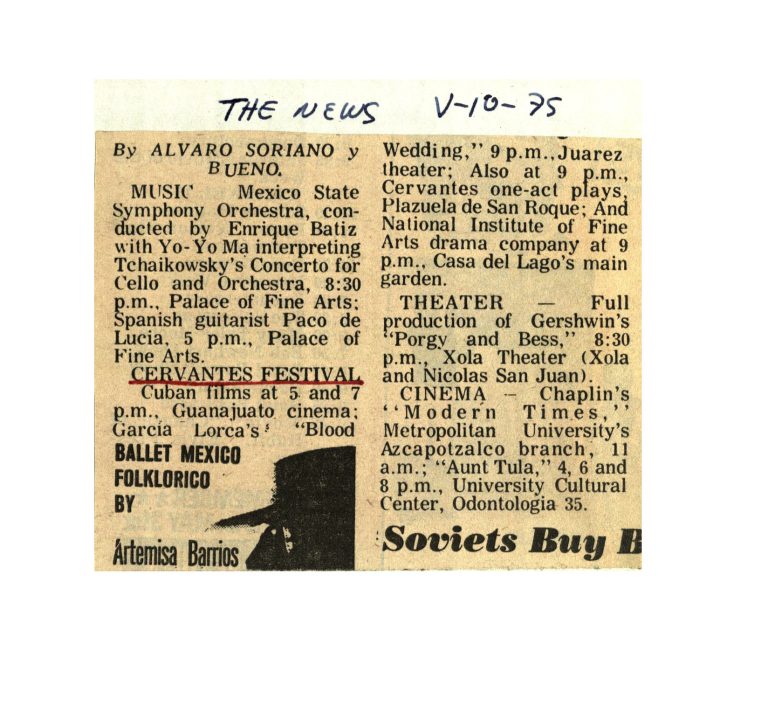 THE NEWS V-10-75
By ALVARO SORIANO y
BUENO.
MUSIC Mexico State
Symphony Orchestra, con-
ducted by Enrique Batiz
with Yo-Yo Ma interpreting
Tchaikowsky's Concerto for
Cello and Orchestra, 8:30
p.m., Palace of Fine Arts;
Spanish guitarist Paco de
Lucia, 5 p.m., Palace of
Fine Arts.
CERVANTES FESTIVAL
Cuban films at 5 and 7
p.m., Guanajuato cinema;
Garcia Lorca's "Blood
BALLET MEXICO
FOLKLORICO
BY
Artemisa Barrios
Wedding," 9 p.m., Juarez
theater; Also at 9 p.m.,
Cervantes one-act plays,
Plazuela de San Roque; And
National Institute of Fine
Arts drama company at 9
p.m., Casa del Lago's main
garden.
THEATER — Full
production of Gershwin's
"Porgy and Bess," 8:30
p.m., Xola Theater (Xola
and Nicolas San Juan).
CINEMA — Chaplin's
"Modern Times,"
Metropolitan University's
Azcapotzalco branch, 11
a.m.; "Aunt Tula," 4, 6 and
8 p.m., University Cultural
Center, Odontologia 35.
Soviets Buy B